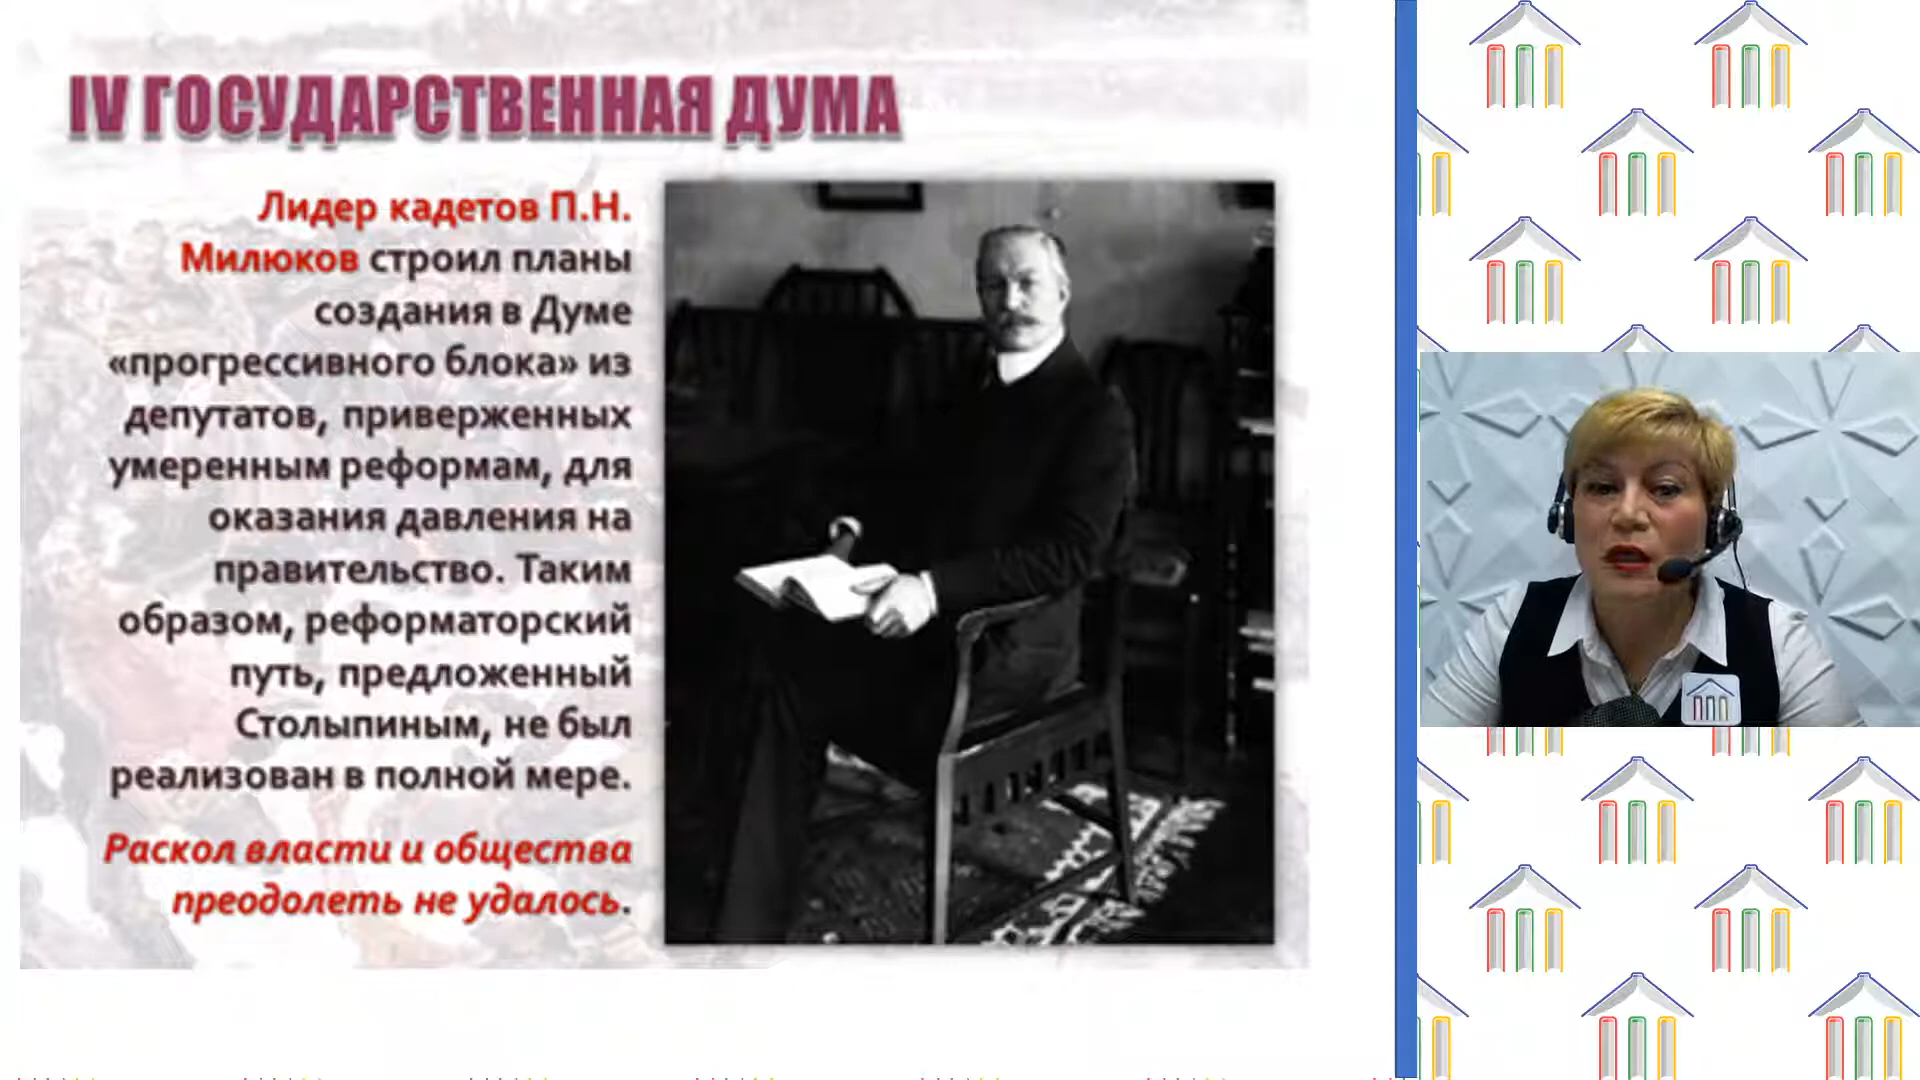 IV ГОСУДАРСТВЕННАЯ ДУМА
Лидер кадетов П.Н.
Милюков строил планы
создания в Думе
«прогрессивного блока» из
депутатов, приверженных
умеренным реформам, для
оказания давления на
правительство. Таким
образом, реформаторский
путь, предложенный
Столыпиным, не был
реализован в полной мере.
Раскол власти и общества
преодолеть не удалось.